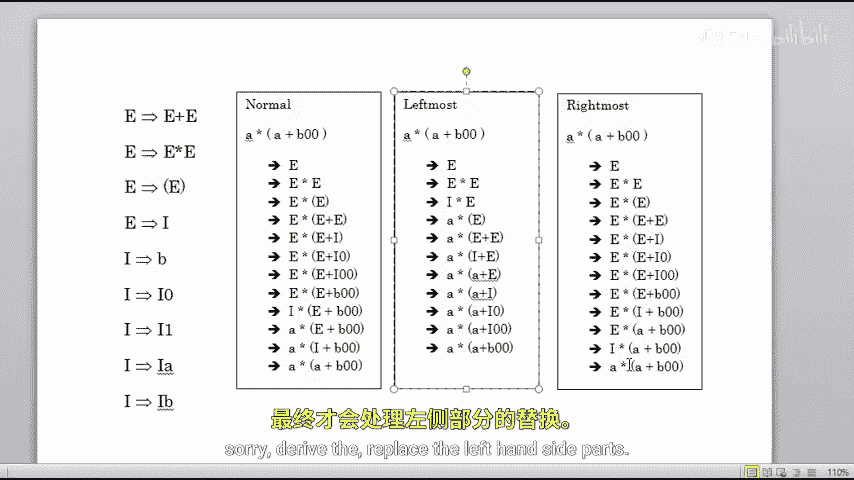 bilibili
E ⇒ E+E
E ⇒ E*E
E ⇒ (E)
E ⇒ I
I ⇒ b
I ⇒ I0
I ⇒ I1
I ⇒ Ia
I ⇒ Ib
Normal
a * ( a + b00 )
➔ E
➔ E * E
➔ E * (E)
➔ E * (E+E)
➔ E * (E+I)
➔ E * (E+I0)
➔ E * (E+I00)
➔ E * (E+b00)
➔ I * (E + b00)
➔ a * (E + b00)
➔ a * (I + b00)
➔ a * (a + b00)
Leftmost
a * ( a + b00 )
➔ E
➔ E * E
➔ I * E
➔ a * (E)
➔ a * (E+E)
➔ a * (I+E)
➔ a * (a+E)
➔ a * (a+I)
➔ a * (a+I0)
➔ a * (a+I00)
➔ a * (a+b00)
Rightmost
a * ( a + b00 )
➔ E
➔ E * E
➔ E * (E)
➔ E * (E+E)
➔ E * (E+I)
➔ E * (E+I0)
➔ E * (E+I00)
➔ E * (E+b00)
➔ E * (I + b00)
➔ E * (a + b00)
➔ I * (a + b00)
➔ a * (a + b00)
最终才会处理左侧部分的替换。
sorry, derive the, replace the left hand side parts.
110%